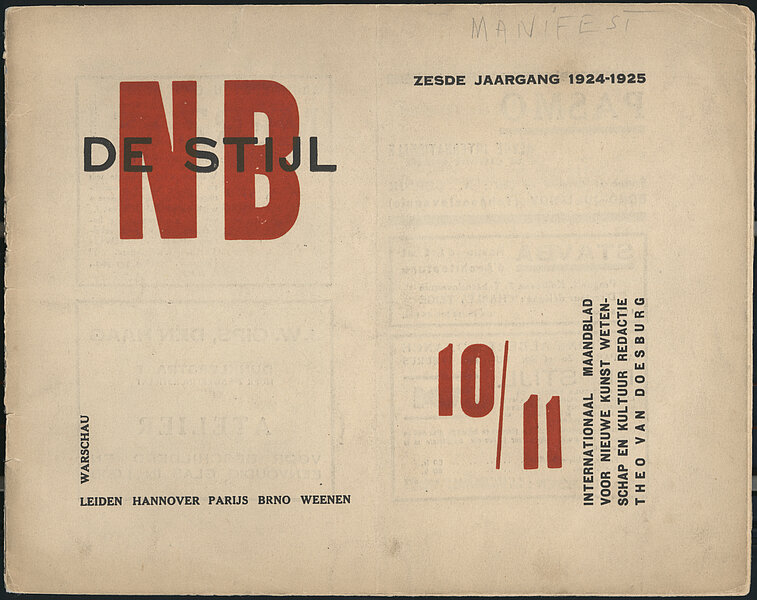 MANIFEST
ZESDE JAARGANG 1924-1925
NB
DE STIJL
10/11
INTERNATIONAAL MAANDBLAD
VOOR NIEUWE KUNST WETEN-
SCHAP EN KULTUUR REDACTIE
THEO VAN DOESBURG
WARSCHAU
LEIDEN HANNOVER PARIJS BRNO WEENEN